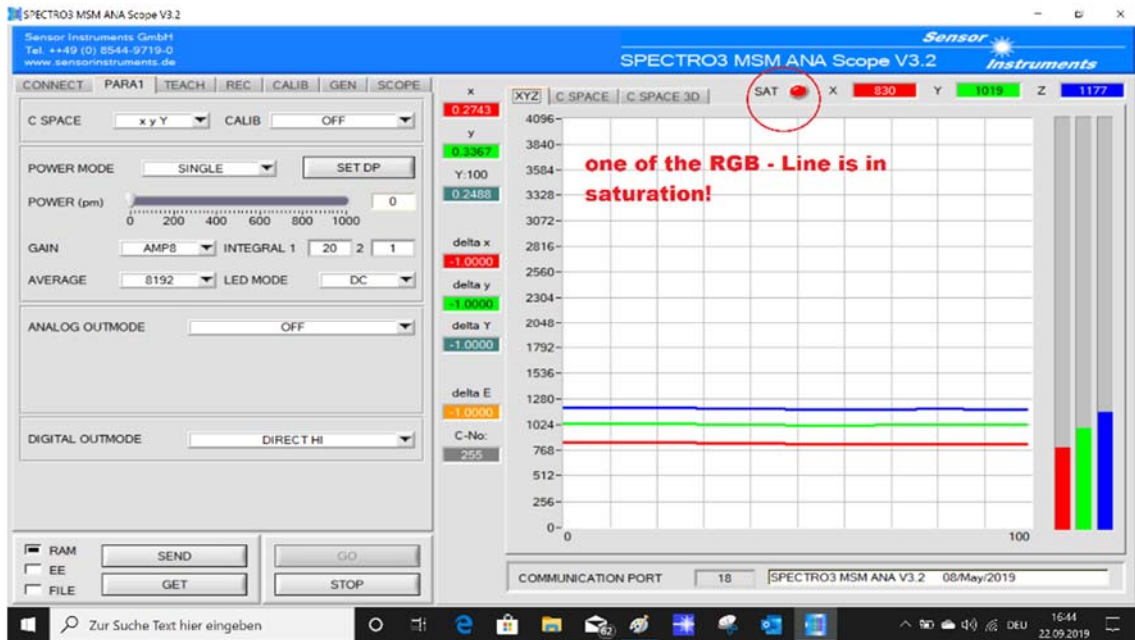 SPECTRO3 MSM ANA Scope V3.2
Sensor Instruments GmbH
Tel. ++49 (0) 8544-9719-0
www.sensorinstruments.de
Sensor
Instruments
SPECTRO3 MSM ANA Scope V3.2
CONNECT PARA1 TEACH REC CALIB GEN SCOPE
C SPACE x y Y CALIB OFF
POWER MODE SINGLE SET DP
POWER (pm) 0
0 200 400 600 800 1000
GAIN AMP8 INTEGRAL 1 20 2 1
AVERAGE 8192 LED MODE DC
ANALOG OUTMODE OFF
DIGITAL OUTMODE DIRECT HI
RAM
EE
FILE
SEND GO
GET STOP
x
0.2743
y
0.3367
Y:100
0.2488
delta x
-1.0000
delta y
-1.0000
delta Y
-1.0000
delta E
-1.0000
C-No:
255
XYZ C SPACE C SPACE 3D SAT X 830 Y 1019 Z 1177
one of the RGB - Line is in
saturation!
4096-
3840-
3584-
3328-
3072-
2816-
2560-
2304-
2048-
1792-
1536-
1280-
1024-
768-
512-
256-
0-
0 100
COMMUNICATION PORT 18 SPECTRO3 MSM ANA V3.2 08/May/2019
Zur Suche Text hier eingeben
62
DEU
16:44
22.09.2019